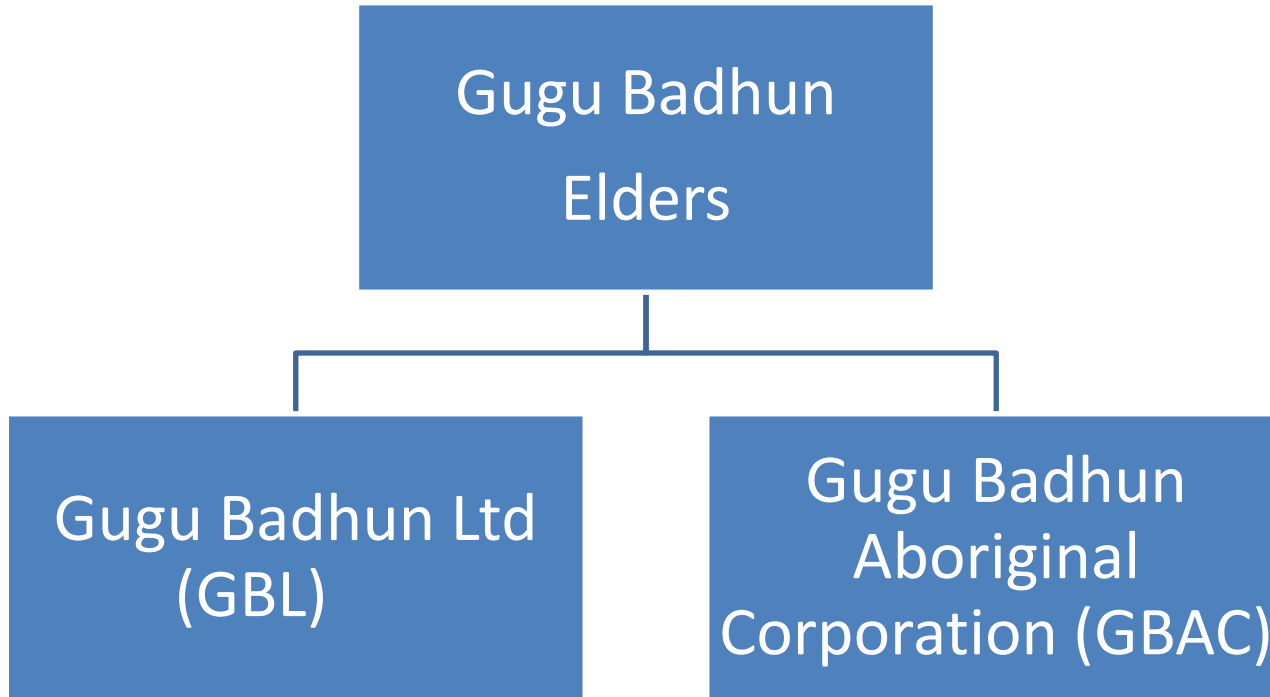 Gugu Badhun
Elders
Gugu Badhun Ltd
(GBL)
Gugu Badhun
Aboriginal
Corporation (GBAC)